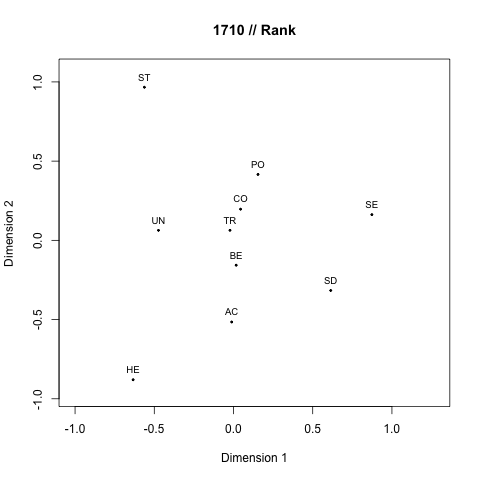 1710 // Rank
ST
PO
CO
SE
UN
TR
BE
SD
AC
HE
1.0
0.5
0.0
-0.5
-1.0
Dimension 2
-1.0 -0.5 0.0 0.5 1.0
Dimension 1